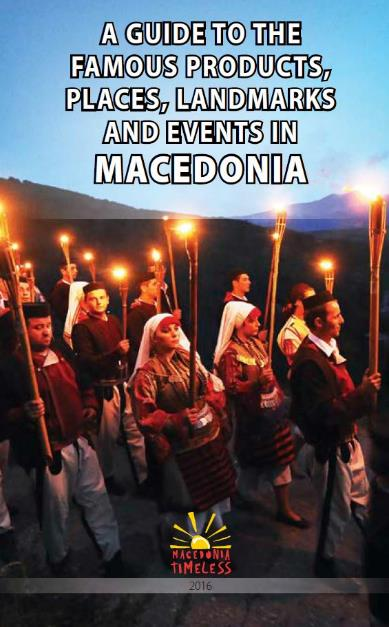 A GUIDE TO THE
FAMOUS PRODUCTS,
PLACES, LANDMARKS
AND EVENTS IN
MACEDONIA
MACEDONIA
TIMELESS
2016